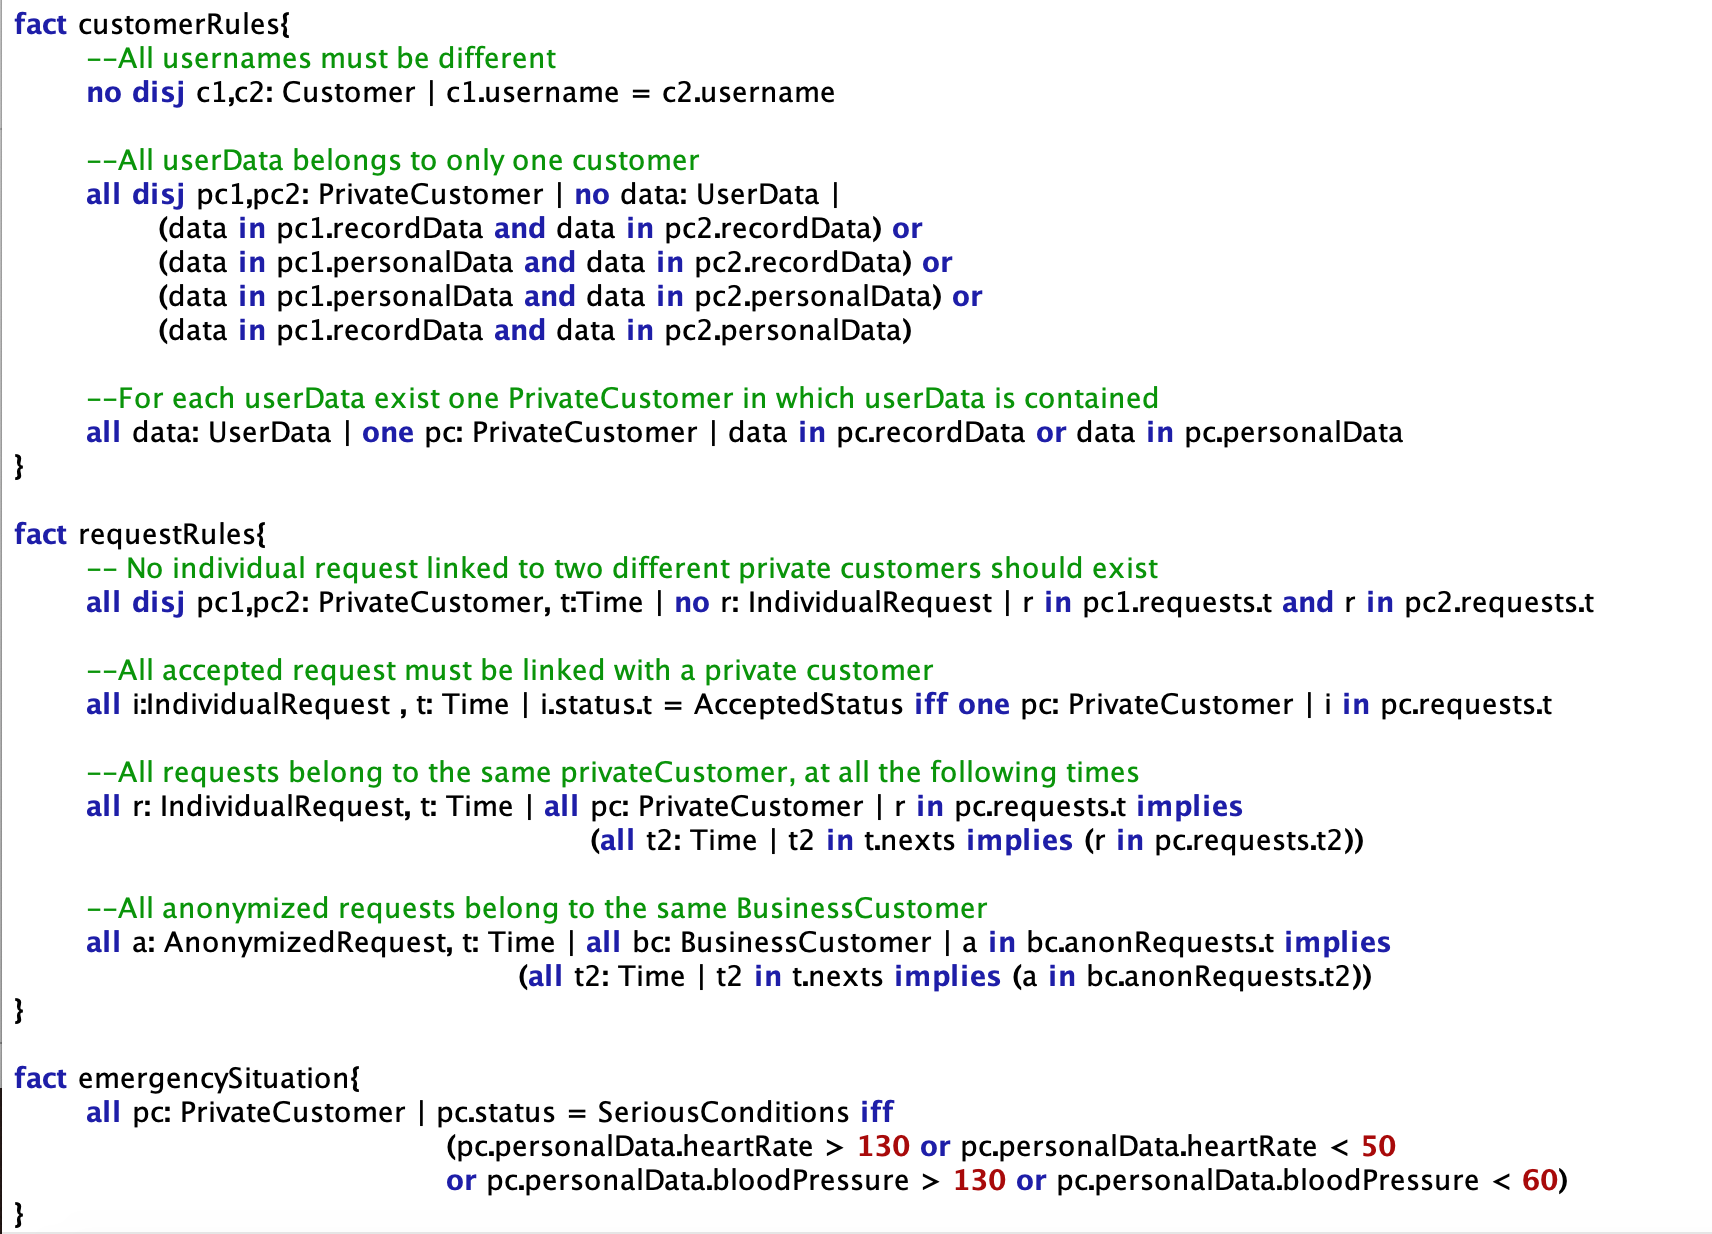 fact customerRules{
--All usernames must be different
no disj c1,c2: Customer | c1.username = c2.username
--All userData belongs to only one customer
all disj pc1,pc2: PrivateCustomer | no data: UserData |
(data in pc1.recordData and data in pc2.recordData) or
(data in pc1.personalData and data in pc2.recordData) or
(data in pc1.personalData and data in pc2.personalData) or
(data in pc1.recordData and data in pc2.personalData)
--For each userData exist one PrivateCustomer in which userData is contained
all data: UserData | one pc: PrivateCustomer | data in pc.recordData or data in pc.personalData
}
fact requestRules{
-- No individual request linked to two different private customers should exist
all disj pc1,pc2: PrivateCustomer, t:Time | no r: IndividualRequest | r in pc1.requests.t and r in pc2.requests.t
--All accepted request must be linked with a private customer
all i:IndividualRequest , t: Time | i.status.t = AcceptedStatus iff one pc: PrivateCustomer | i in pc.requests.t
--All requests belong to the same privateCustomer, at all the following times
all r: IndividualRequest, t: Time | all pc: PrivateCustomer | r in pc.requests.t implies
(all t2: Time | t2 in t.nexts implies (r in pc.requests.t2))
--All anonymized requests belong to the same BusinessCustomer
all a: AnonymizedRequest, t: Time | all bc: BusinessCustomer | a in bc.anonRequests.t implies
(all t2: Time | t2 in t.nexts implies (a in bc.anonRequests.t2))
}
fact emergencySituation{
all pc: PrivateCustomer | pc.status = SeriousConditions iff
(pc.personalData.heartRate > 130 or pc.personalData.heartRate < 50
or pc.personalData.bloodPressure > 130 or pc.personalData.bloodPressure < 60)
}